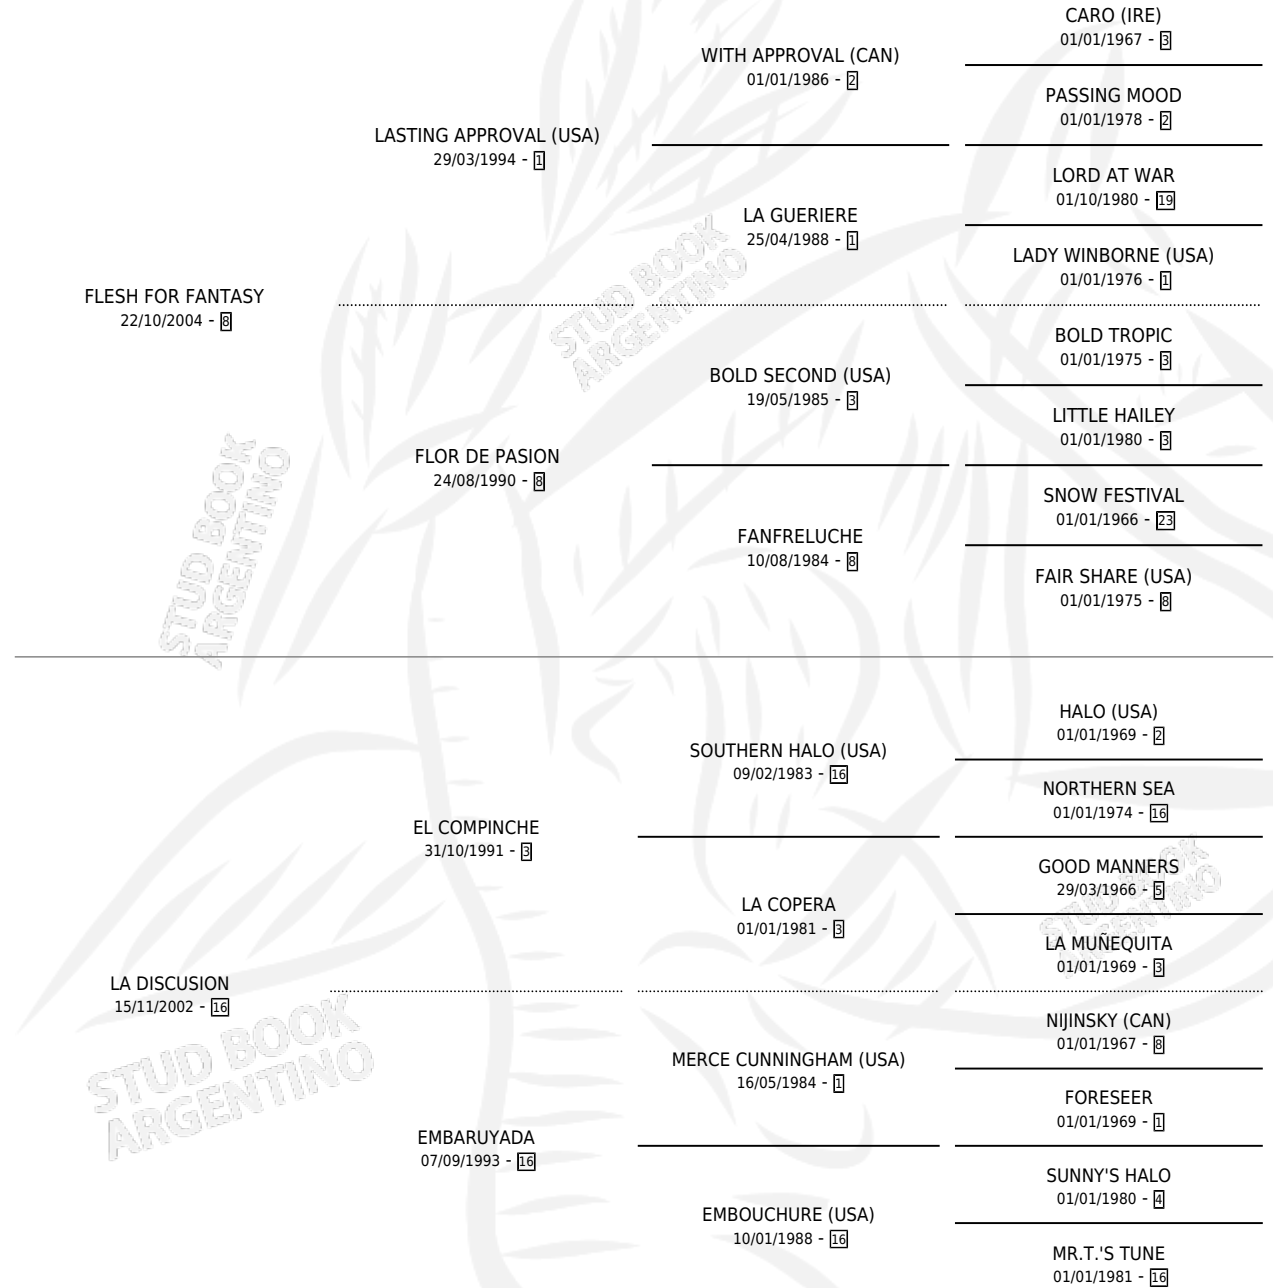 CARO (IRE)
01/01/1967 - 3
WITH APPROVAL (CAN)
01/01/1986 - 2
PASSING MOOD
01/01/1978 - 2
LASTING APPROVAL (USA)
29/03/1994 - 1
LORD AT WAR
01/10/1980 - 19
LA GUERIERE
25/04/1988 - 1
LADY WINBORNE (USA)
01/01/1976 - 1
FLESH FOR FANTASY
22/10/2004 - 8
STUD BOOK
ARGENTINO
BOLD TROPIC
01/01/1975 - 3
BOLD SECOND (USA)
19/05/1985 - 3
LITTLE HAILEY
01/01/1980 - 3
FLOR DE PASION
24/08/1990 - 8
SNOW FESTIVAL
01/01/1966 - 23
FANFRELUCHE
10/08/1984 - 8
FAIR SHARE (USA)
01/01/1975 - 8
STUD BOOK
ARGENTINO
HALO (USA)
01/01/1969 - 2
SOUTHERN HALO (USA)
09/02/1983 - 16
NORTHERN SEA
01/01/1974 - 16
EL COMPINCHE
31/10/1991 - 3
GOOD MANNERS
29/03/1966 - 5
LA COPERA
01/01/1981 - 3
LA MUÑEQUITA
01/01/1969 - 3
STUD BOOK
ARGENTINO
LA DISCUSION
15/11/2002 - 16
STUD BOOK
ARGENTINO
NIJINSKY (CAN)
01/01/1967 - 8
MERCE CUNNINGHAM (USA)
16/05/1984 - 1
FORESEER
01/01/1969 - 1
EMBARUYADA
07/09/1993 - 16
SUNNY'S HALO
01/01/1980 - 4
EMBOUCHURE (USA)
10/01/1988 - 16
MR.T.'S TUNE
01/01/1981 - 16